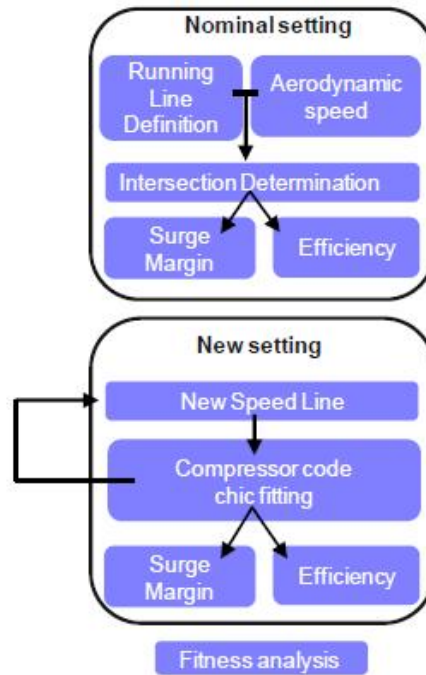 Nominal setting
Running
Line
Definition
Aerodynamic
speed
Intersection Determination
Surge
Margin
Efficiency
New setting
New Speed Line
Compressor code
chic fitting
Surge
Margin
Efficiency
Fitness analysis